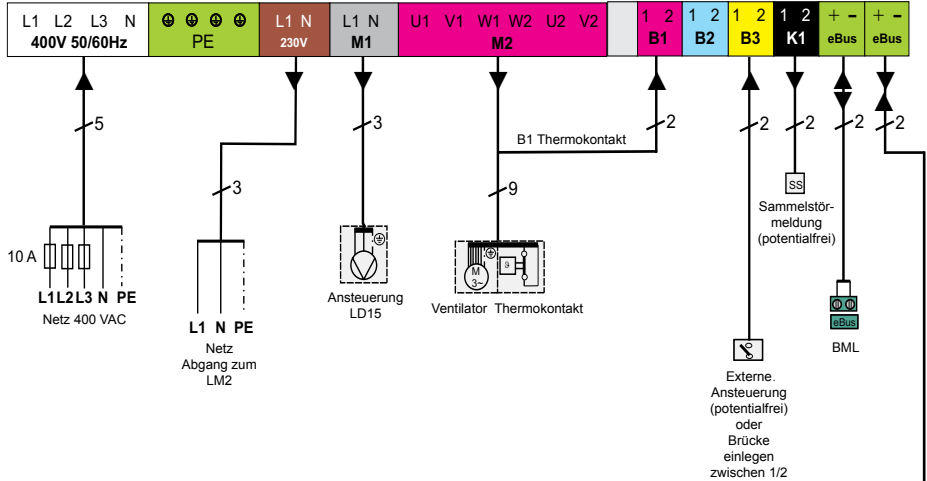 L1 L2 L3 N
400V 50/60Hz
PE
L1 N
230V
L1 N
M1
U1 V1 W1 W2 U2 V2
M2
1 2
B1
1 2
B2
1 2
B3
1 2
K1
+ -
eBus
+ -
eBus
5
3
3
9
2
2
2
2
2
B1 Thermokontakt
10 A
L1 L2 L3 N PE
Netz 400 VAC
L1 N PE
Netz
Abgang zum
LM2
Ansteuerung
LD15
M
3~
ϑ
Ventilator Thermokontakt
SS
Sammelstör-
meldung
(potentialfrei)
Externe.
Ansteuerung
(potentialfrei)
oder
Brücke
einlegen
zwischen 1/2
eBus
BML